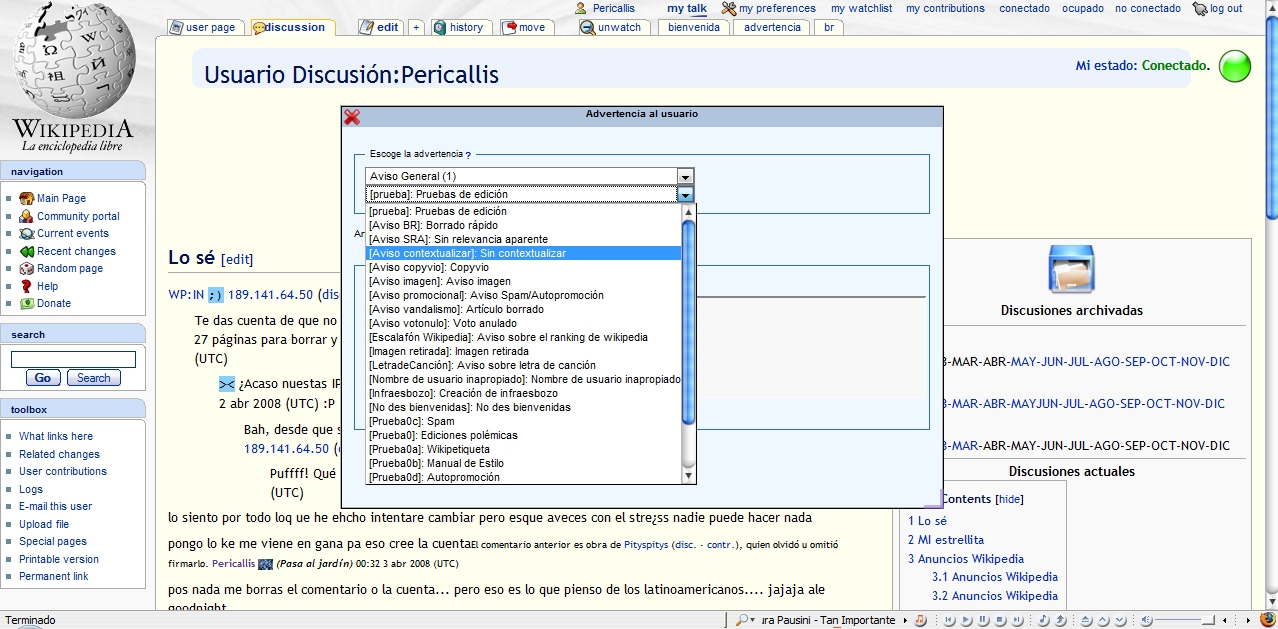 Pericallis my talk my preferences my watchlist my contributions conectado ocupado no conectado log out
user page discussion edit + history move unwatch bienvenida advertencia br
Usuario Discusión:Pericallis
Mi estado: Conectado.
WIKIPEDIA
La enciclopedia libre
navigation
Main Page
Community portal
Current events
Recent changes
Random page
Help
Donate
search
Go Search
toolbox
What links here
Related changes
User contributions
Logs
E-mail this user
Upload file
Special pages
Printable version
Permanent link
Advertencia al usuario
Escoge la advertencia ?
Aviso General (1)
[prueba]: Pruebas de edición
[prueba]: Pruebas de edición
[Aviso BR]: Borrado rápido
[Aviso SRA]: Sin relevancia aparente
[Aviso contextualizar]: Sin contextualizar
[Aviso copyvio]: Copyvio
[Aviso imagen]: Aviso imagen
[Aviso promocional]: Aviso Spam/Autopromoción
[Aviso vandalismo]: Artículo borrado
[Aviso votonulo]: Voto anulado
[Escalafón Wikipedia]: Aviso sobre el ranking de wikipedia
[Imagen retirada]: Imagen retirada
[LetradeCanción]: Aviso sobre letra de canción
[Nombre de usuario inapropiado]: Nombre de usuario inapropiado
[Infraesbozo]: Creación de infraesbozo
[No des bienvenidas]: No des bienvenidas
[Prueba0c]: Spam
[Prueba0]: Ediciones polémicas
[Prueba0a]: Wikipetiqueta
[Prueba0b]: Manual de Estilo
[Prueba0d]: Autopromoción
Lo sé [edit]
WP:IN ;) 189.141.64.50 (dis
Te das cuenta de que no
27 páginas para borrar y
(UTC)
>< ¿Acaso nuestas IP
2 abr 2008 (UTC) :P
Bah, desde que s
189.141.64.50 (
Puffff! Qué
(UTC)
lo siento por todo loq ue he ehcho intentare cambiar pero esque aveces con el stre¿ss nadie puede hacer nada
pongo lo ke me viene en gana pa eso cree la cuentaEl comentario anterior es obra de Pityspitys (disc. · contr.), quien olvidó u omitió
firmarlo. Pericallis (Pasa al jardín) 00:32 3 abr 2008 (UTC)
pos nada me borras el comentario o la cuenta... pero eso es lo que pienso de los latinoamericanos.... jajaja ale
goodnight
Discusiones archivadas
-MAR-ABR-MAY-JUN-JUL-AGO-SEP-OCT-NOV-DIC
-MAR-ABR-MAYJUN-JUL-AGO-SEP-OCT-NOV-DIC
-MAR-ABR-MAY-JUN-JUL-AGO-SEP-OCT-NOV-DIC
Discusiones actuales
Contents [hide]
1 Lo sé
2 MI estrellita
3 Anuncios Wikipedia
3.1 Anuncios Wikipedia
3.2 Anuncios Wikipedia
Terminado
ura Pausini - Tan Importante